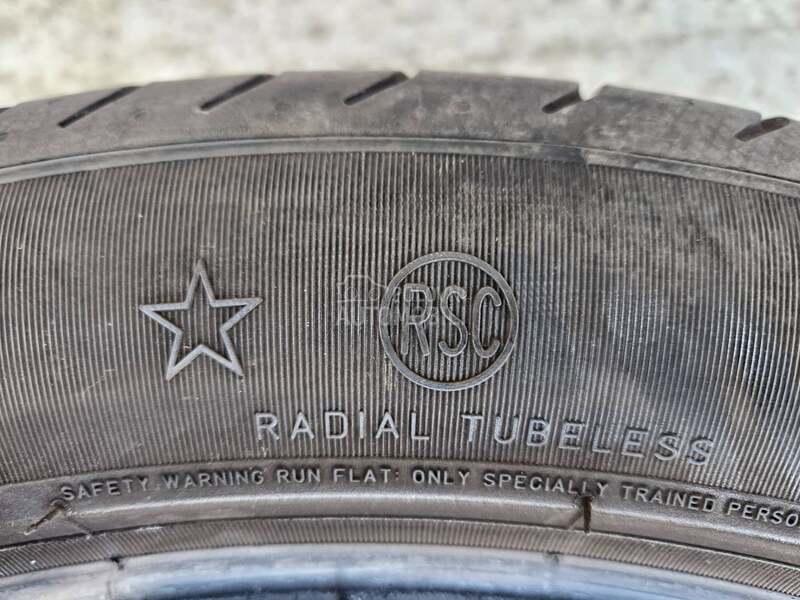 RSC
RADIAL TUBELESS
SAFETY WARNING RUN FLAT: ONLY SPECIALLY TRAINED PERSO